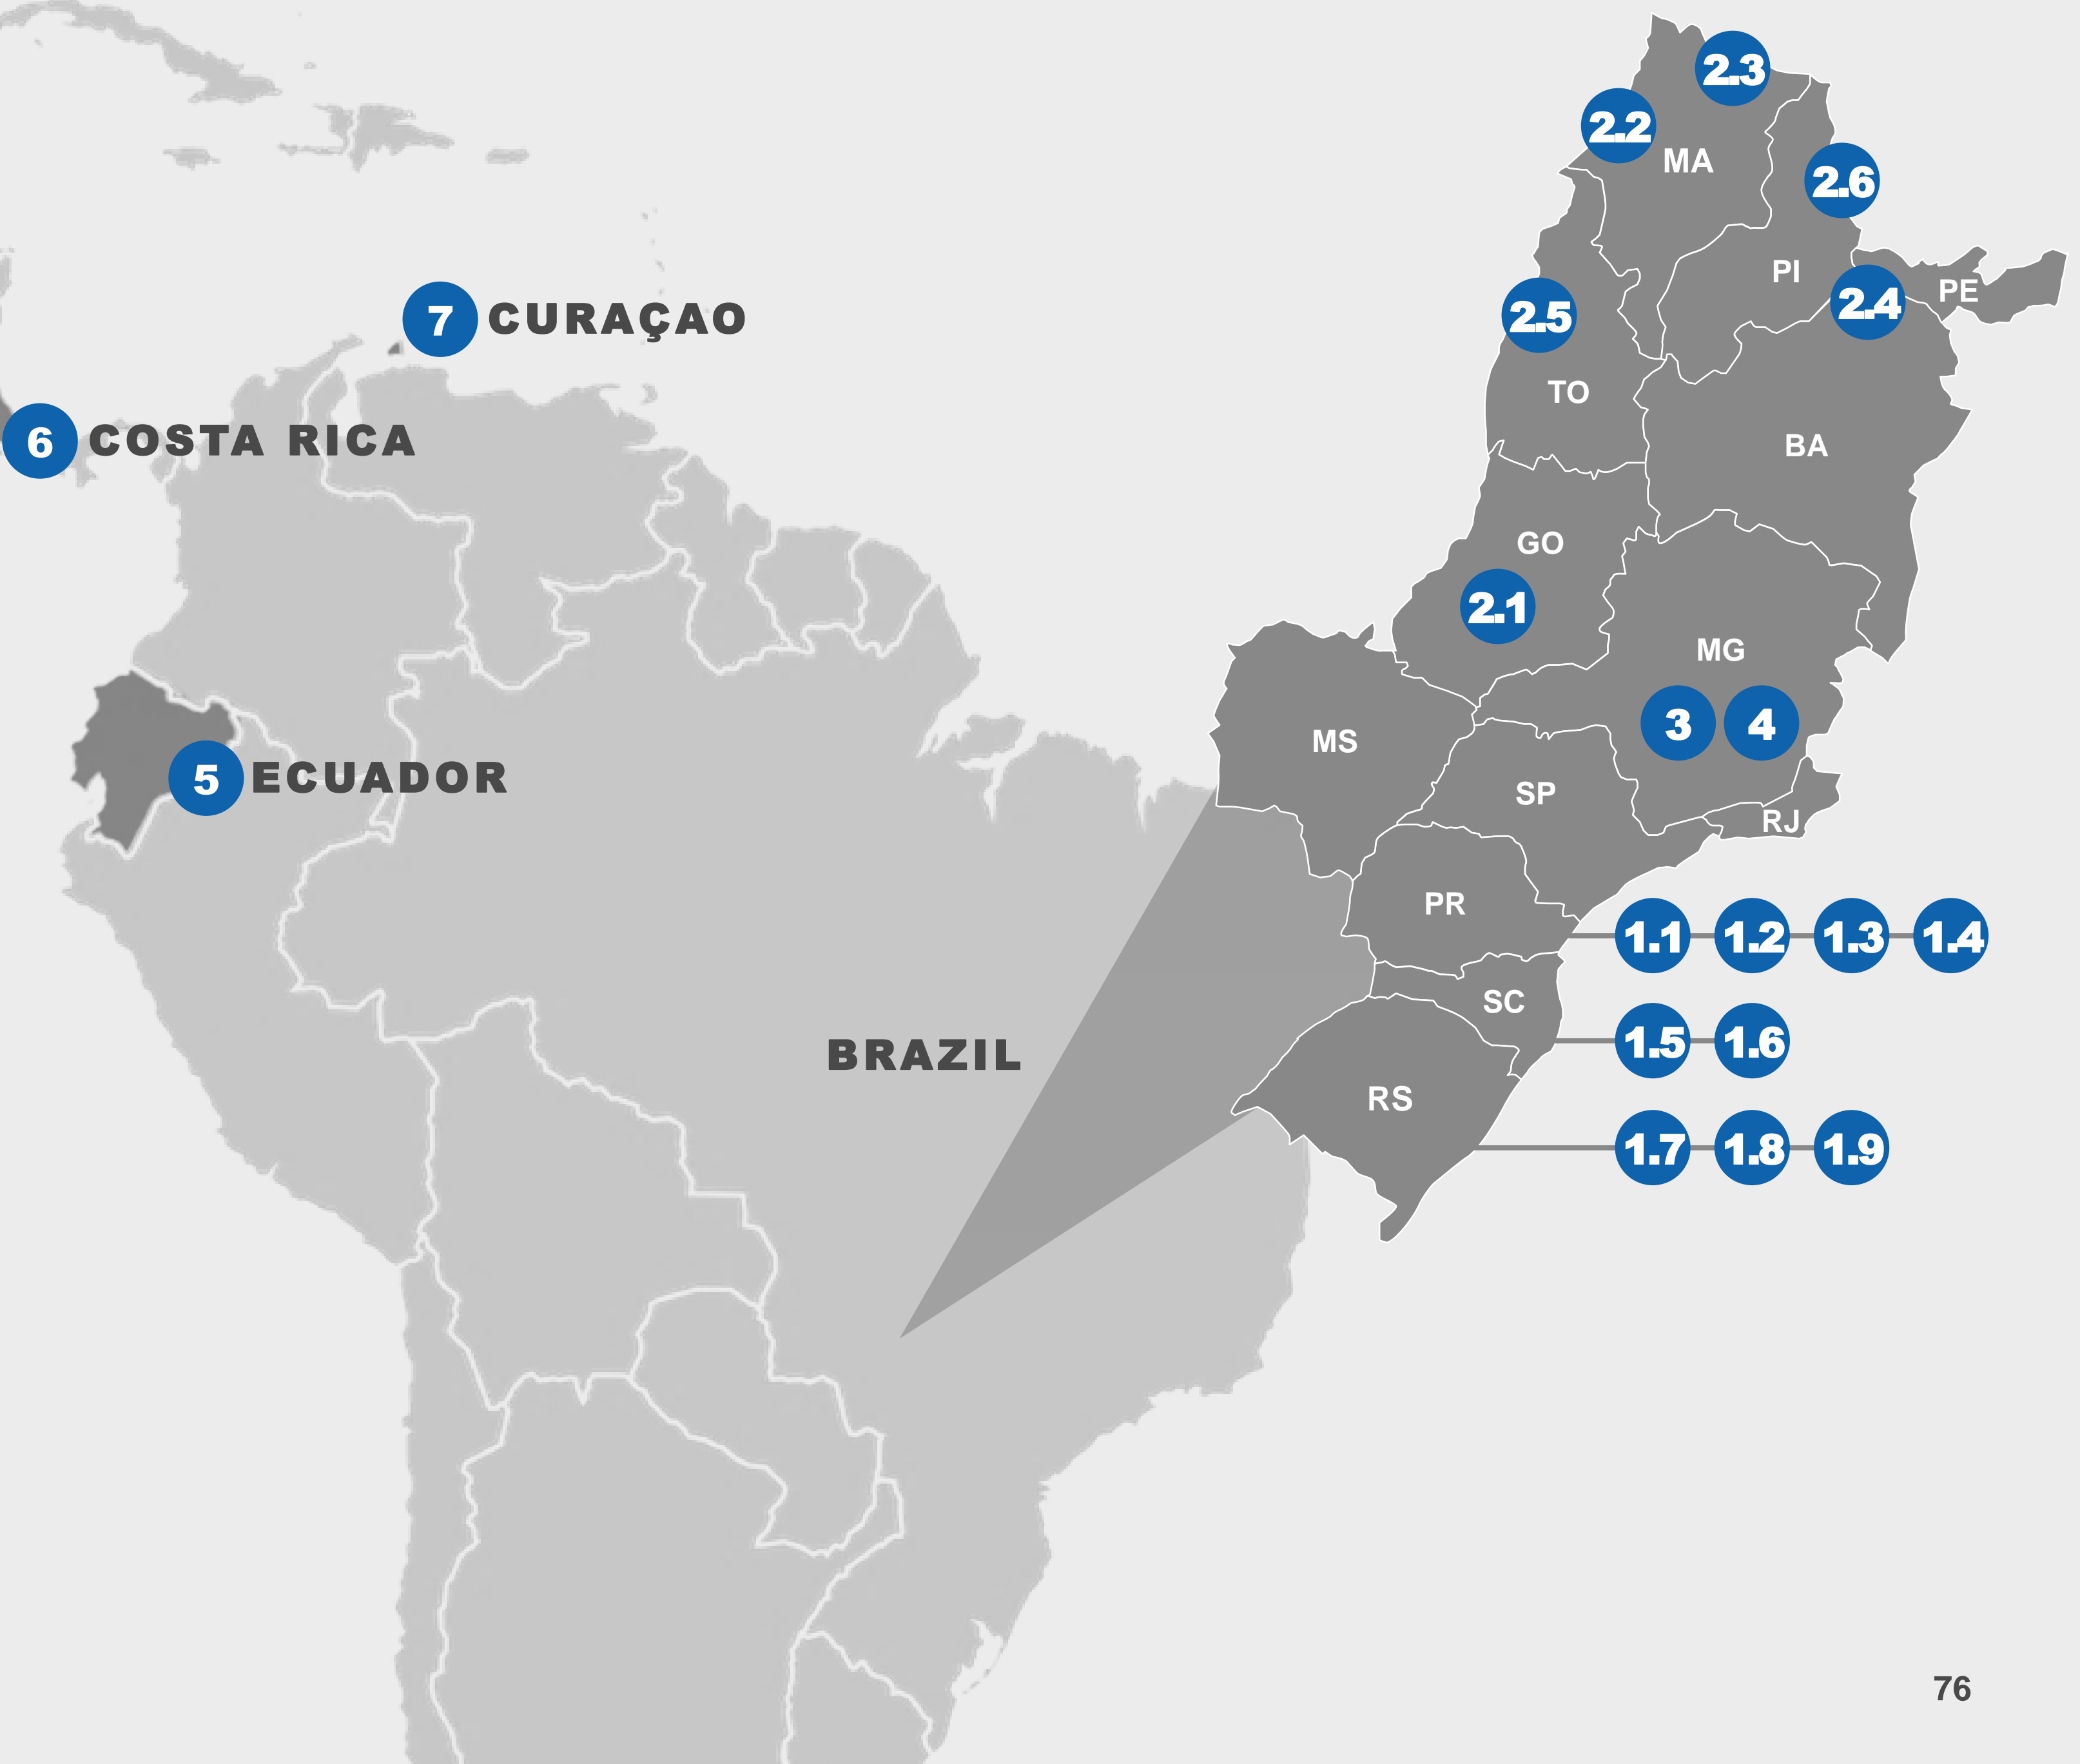 2.3
2.2
MA
2.6
PI
PE
2.4
2.5
7 CURAÇAO
TO
6 COSTA RICA
BA
GO
2.1
MG
3 4
MS
5 ECUADOR
SP
RJ
PR
1.1 1.2 1.3 1.4
SC
1.5 1.6
BRAZIL
RS
1.7 1.8 1.9
76